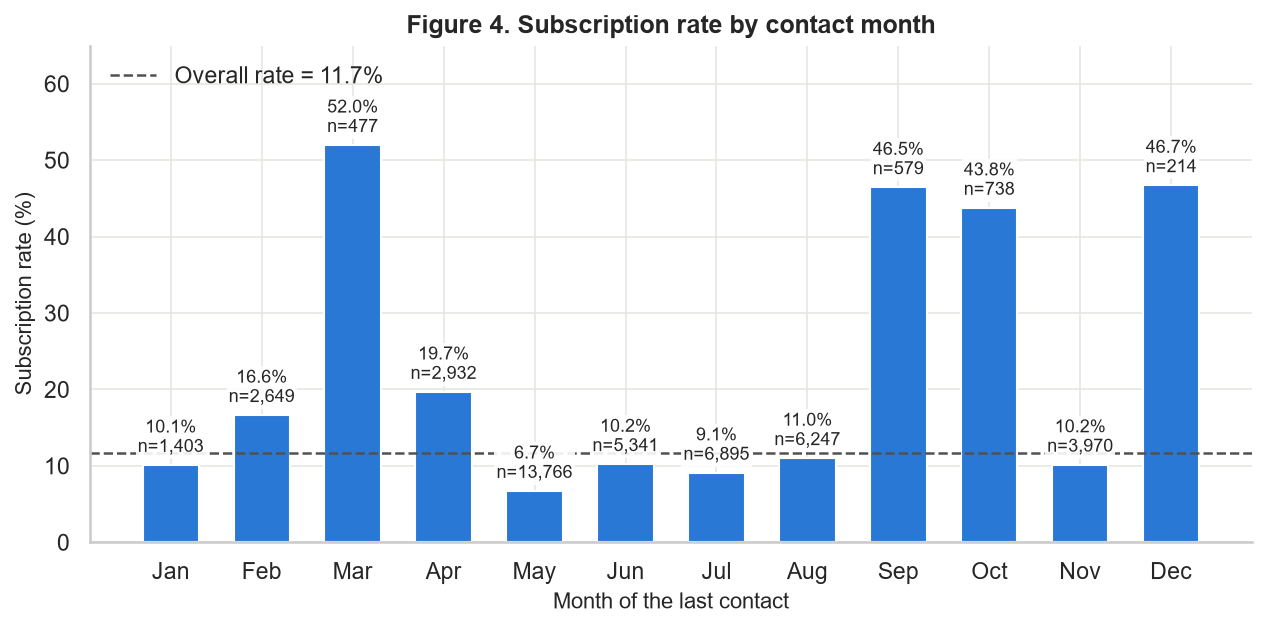 Figure 4. Subscription rate by contact month
Overall rate = 11.7%
Subscription rate (%)
60
50
40
30
20
10
0
10.1%
n=1,403
16.6%
n=2,649
52.0%
n=477
19.7%
n=2,932
6.7%
n=13,766
10.2%
n=5,341
9.1%
n=6,895
11.0%
n=6,247
46.5%
n=579
43.8%
n=738
10.2%
n=3,970
46.7%
n=214
Jan Feb Mar Apr May Jun Jul Aug Sep Oct Nov Dec
Month of the last contact